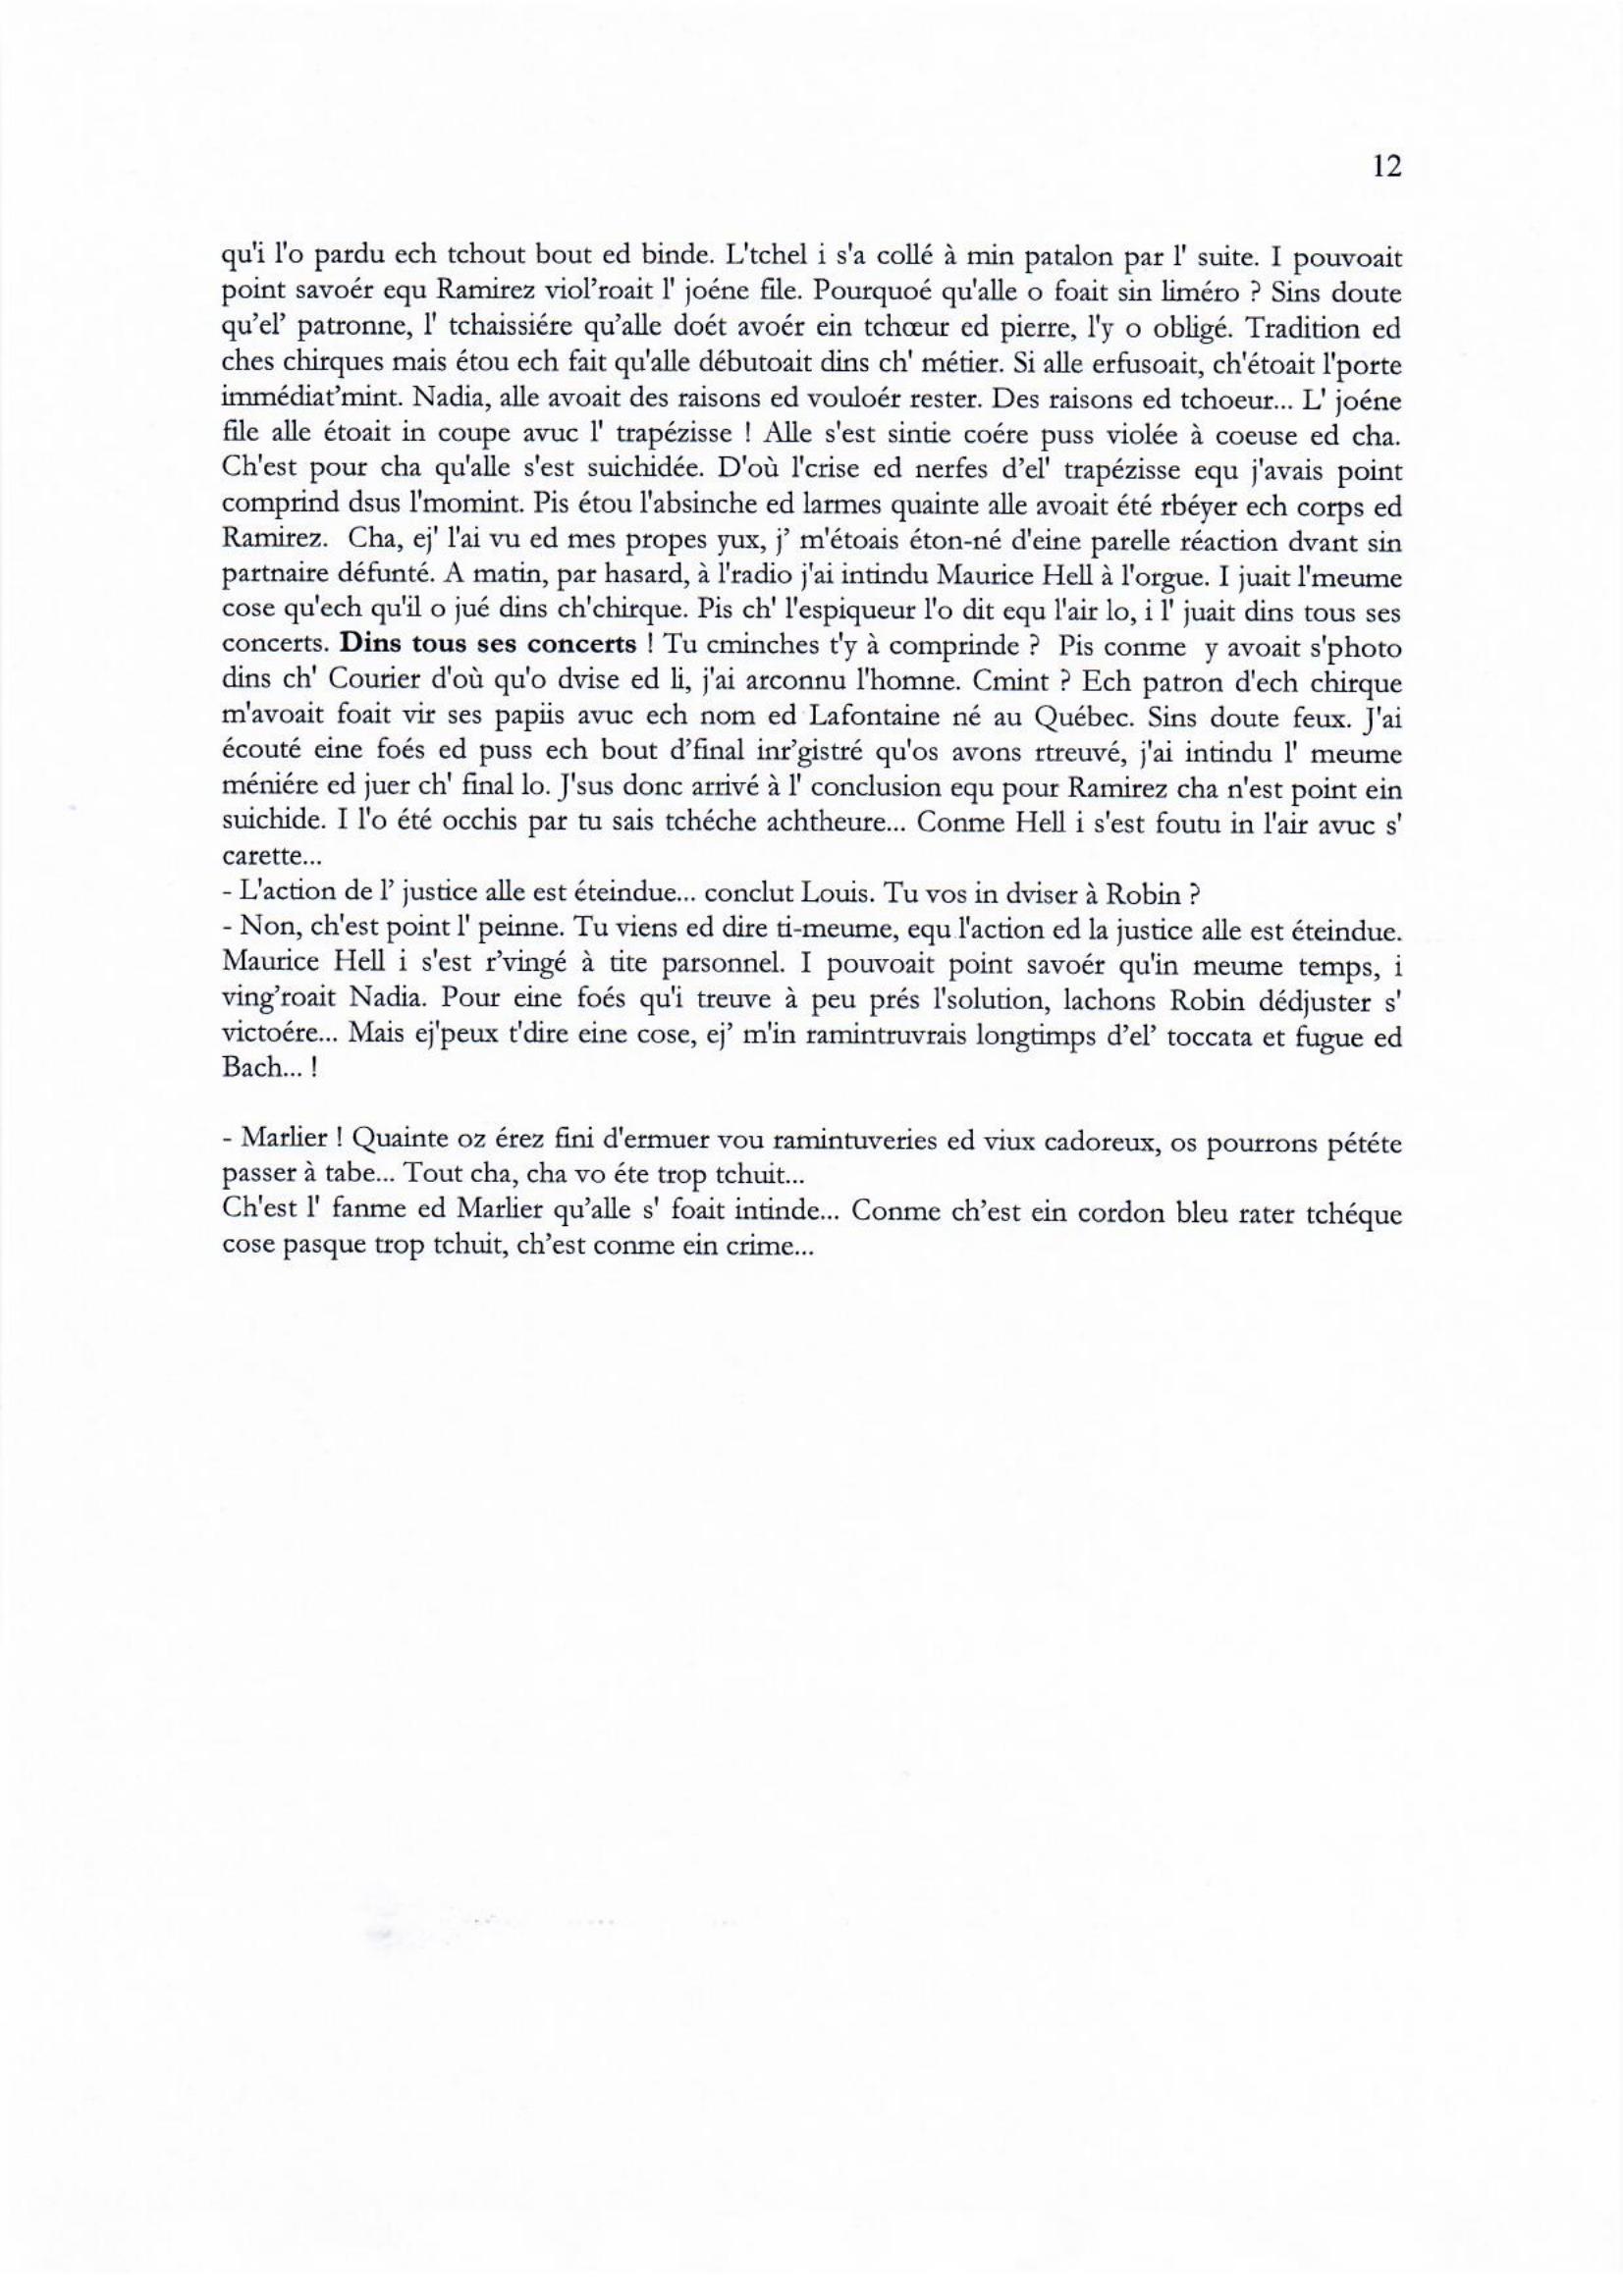 12
qu'i l'o pardu ech tchout bout ed binde. L'tchel i s'a collé à min patalon par l' suite. I pouvoait
point savoér equ Ramirez viol’roait l' joéne file. Pourquoé qu'alle o foait sin liméro ? Sins doute
qu’el’ patronne, l' tchaissiére qu’alle doét avoér ein tchœur ed pierre, l'y o obligé. Tradition ed
ches chirques mais étou ech fait qu'alle débutoait dins ch' métier. Si alle erfusoait, ch'étoait l'porte
immédiat’mint. Nadia, alle avoait des raisons ed vouloér rester. Des raisons ed tchoeur... L' joéne
file alle étoait in coupe avuc l' trapézisse ! Alle s'est sintie coére puss violée à coeuse ed cha.
Ch'est pour cha qu'alle s'est suichidée. D'où l'crise ed nerfes d’el' trapézisse equ j'avais point
comprind dsus l'momint. Pis étou l'absinche ed larmes quainte alle avoait été rbéyer ech corps ed
Ramirez. Cha, ej' l'ai vu ed mes propes yux, j’ m'étoais éton-né d'eine parelle réaction dvant sin
partnaire défunté. A matin, par hasard, à l'radio j'ai intindu Maurice Hell à l'orgue. I juait l'meume
cose qu'ech qu'il o jué dins ch'chirque. Pis ch' l'espiqueur l'o dit equ l'air lo, i l' juait dins tous ses
concerts. Dins tous ses concerts ! Tu cminches t'y à comprinde ? Pis conme y avoait s'photo
dins ch' Courier d'où qu'o dvise ed li, j'ai arconnu l'homne. Cmint ? Ech patron d'ech chirque
m'avoait foait vir ses papiis avuc ech nom ed Lafontaine né au Québec. Sins doute feux. J'ai
écouté eine foés ed puss ech bout d’final inr’gistré qu'os avons rtreuvé, j'ai intindu l' meume
méniére ed juer ch' final lo. J'sus donc arrivé à l' conclusion equ pour Ramirez cha n'est point ein
suichide. I l'o été occhis par tu sais tchéche achtheure... Conme Hell i s'est foutu in l'air avuc s'
carette...
- L'action de l’ justice alle est éteindue... conclut Louis. Tu vos in dviser à Robin ?
- Non, ch'est point l' peinne. Tu viens ed dire ti-meume, equ l'action ed la justice alle est éteindue.
Maurice Hell i s'est r’vingé à tite parsonnel. I pouvoait point savoér qu'in meume temps, i
ving’roait Nadia. Pour eine foés qu'i treuve à peu prés l'solution, lachons Robin dédjuster s'
victoére... Mais ej'peux t'dire eine cose, ej’ m'in ramintruvrais longtimps d’el’ toccata et fugue ed
Bach... !
- Marlier ! Quainte oz érez fini d'ermuer vou ramintuveries ed viux cadoreux, os pourrons pététe
passer à tabe... Tout cha, cha vo éte trop tchuit...
Ch'est l' fanme ed Marlier qu’alle s' foait intinde... Conme ch’est ein cordon bleu rater tchéque
cose pasque trop tchuit, ch’est conme ein crime...